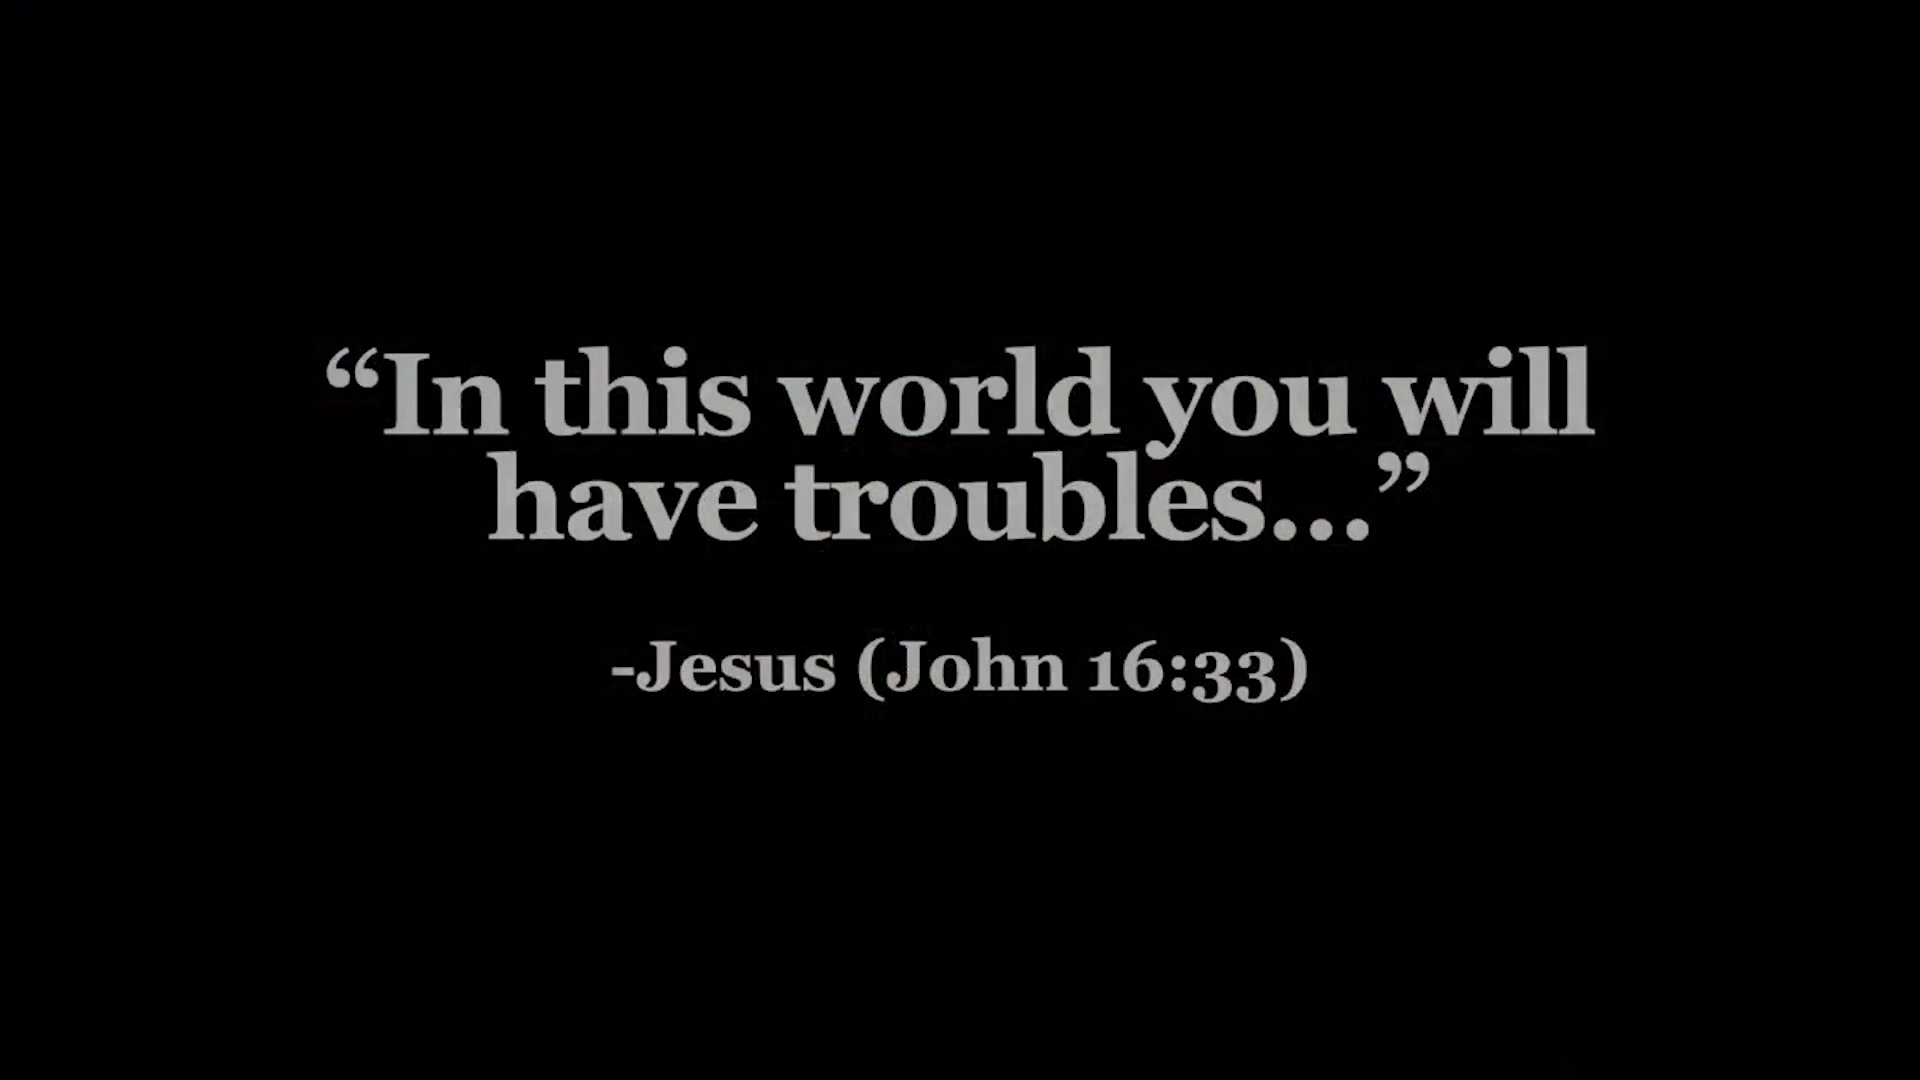 “In this world you will
have troubles...”
-Jesus (John 16:33)